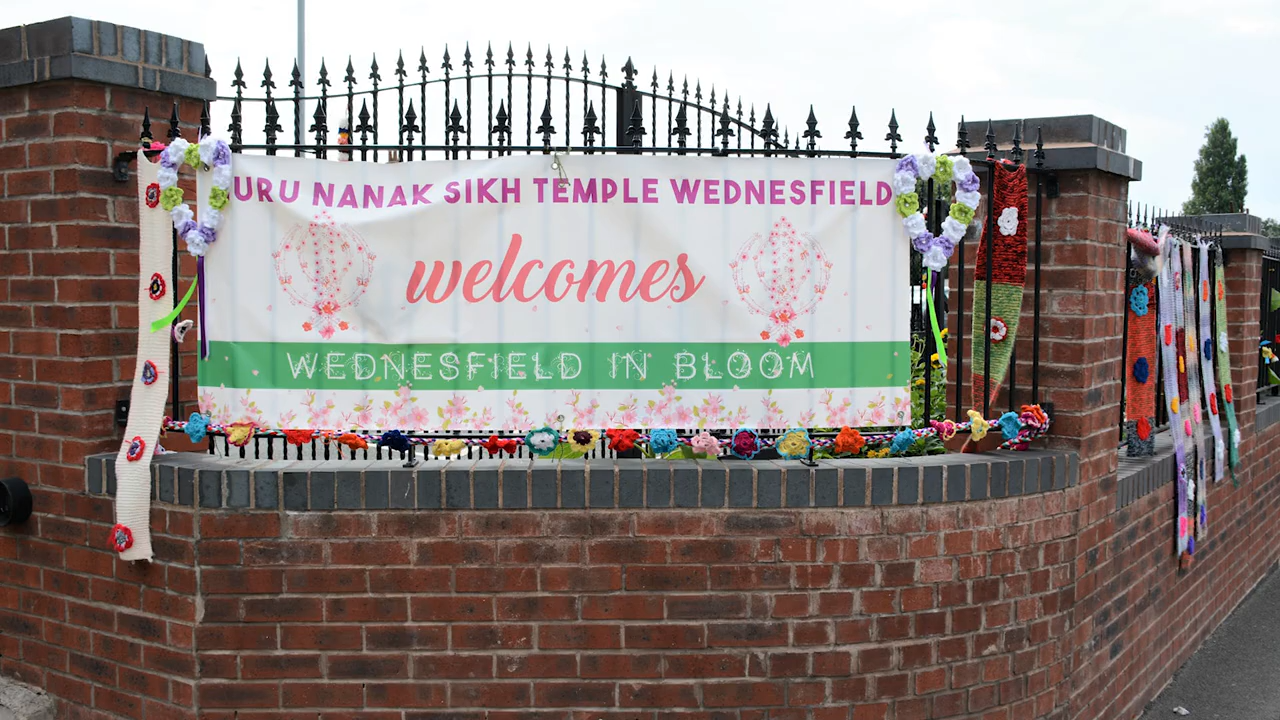 URU NANAK SIKH TEMPLE WEDNESFIELD
welcomes
WEDNESFIELD IN BLOOM